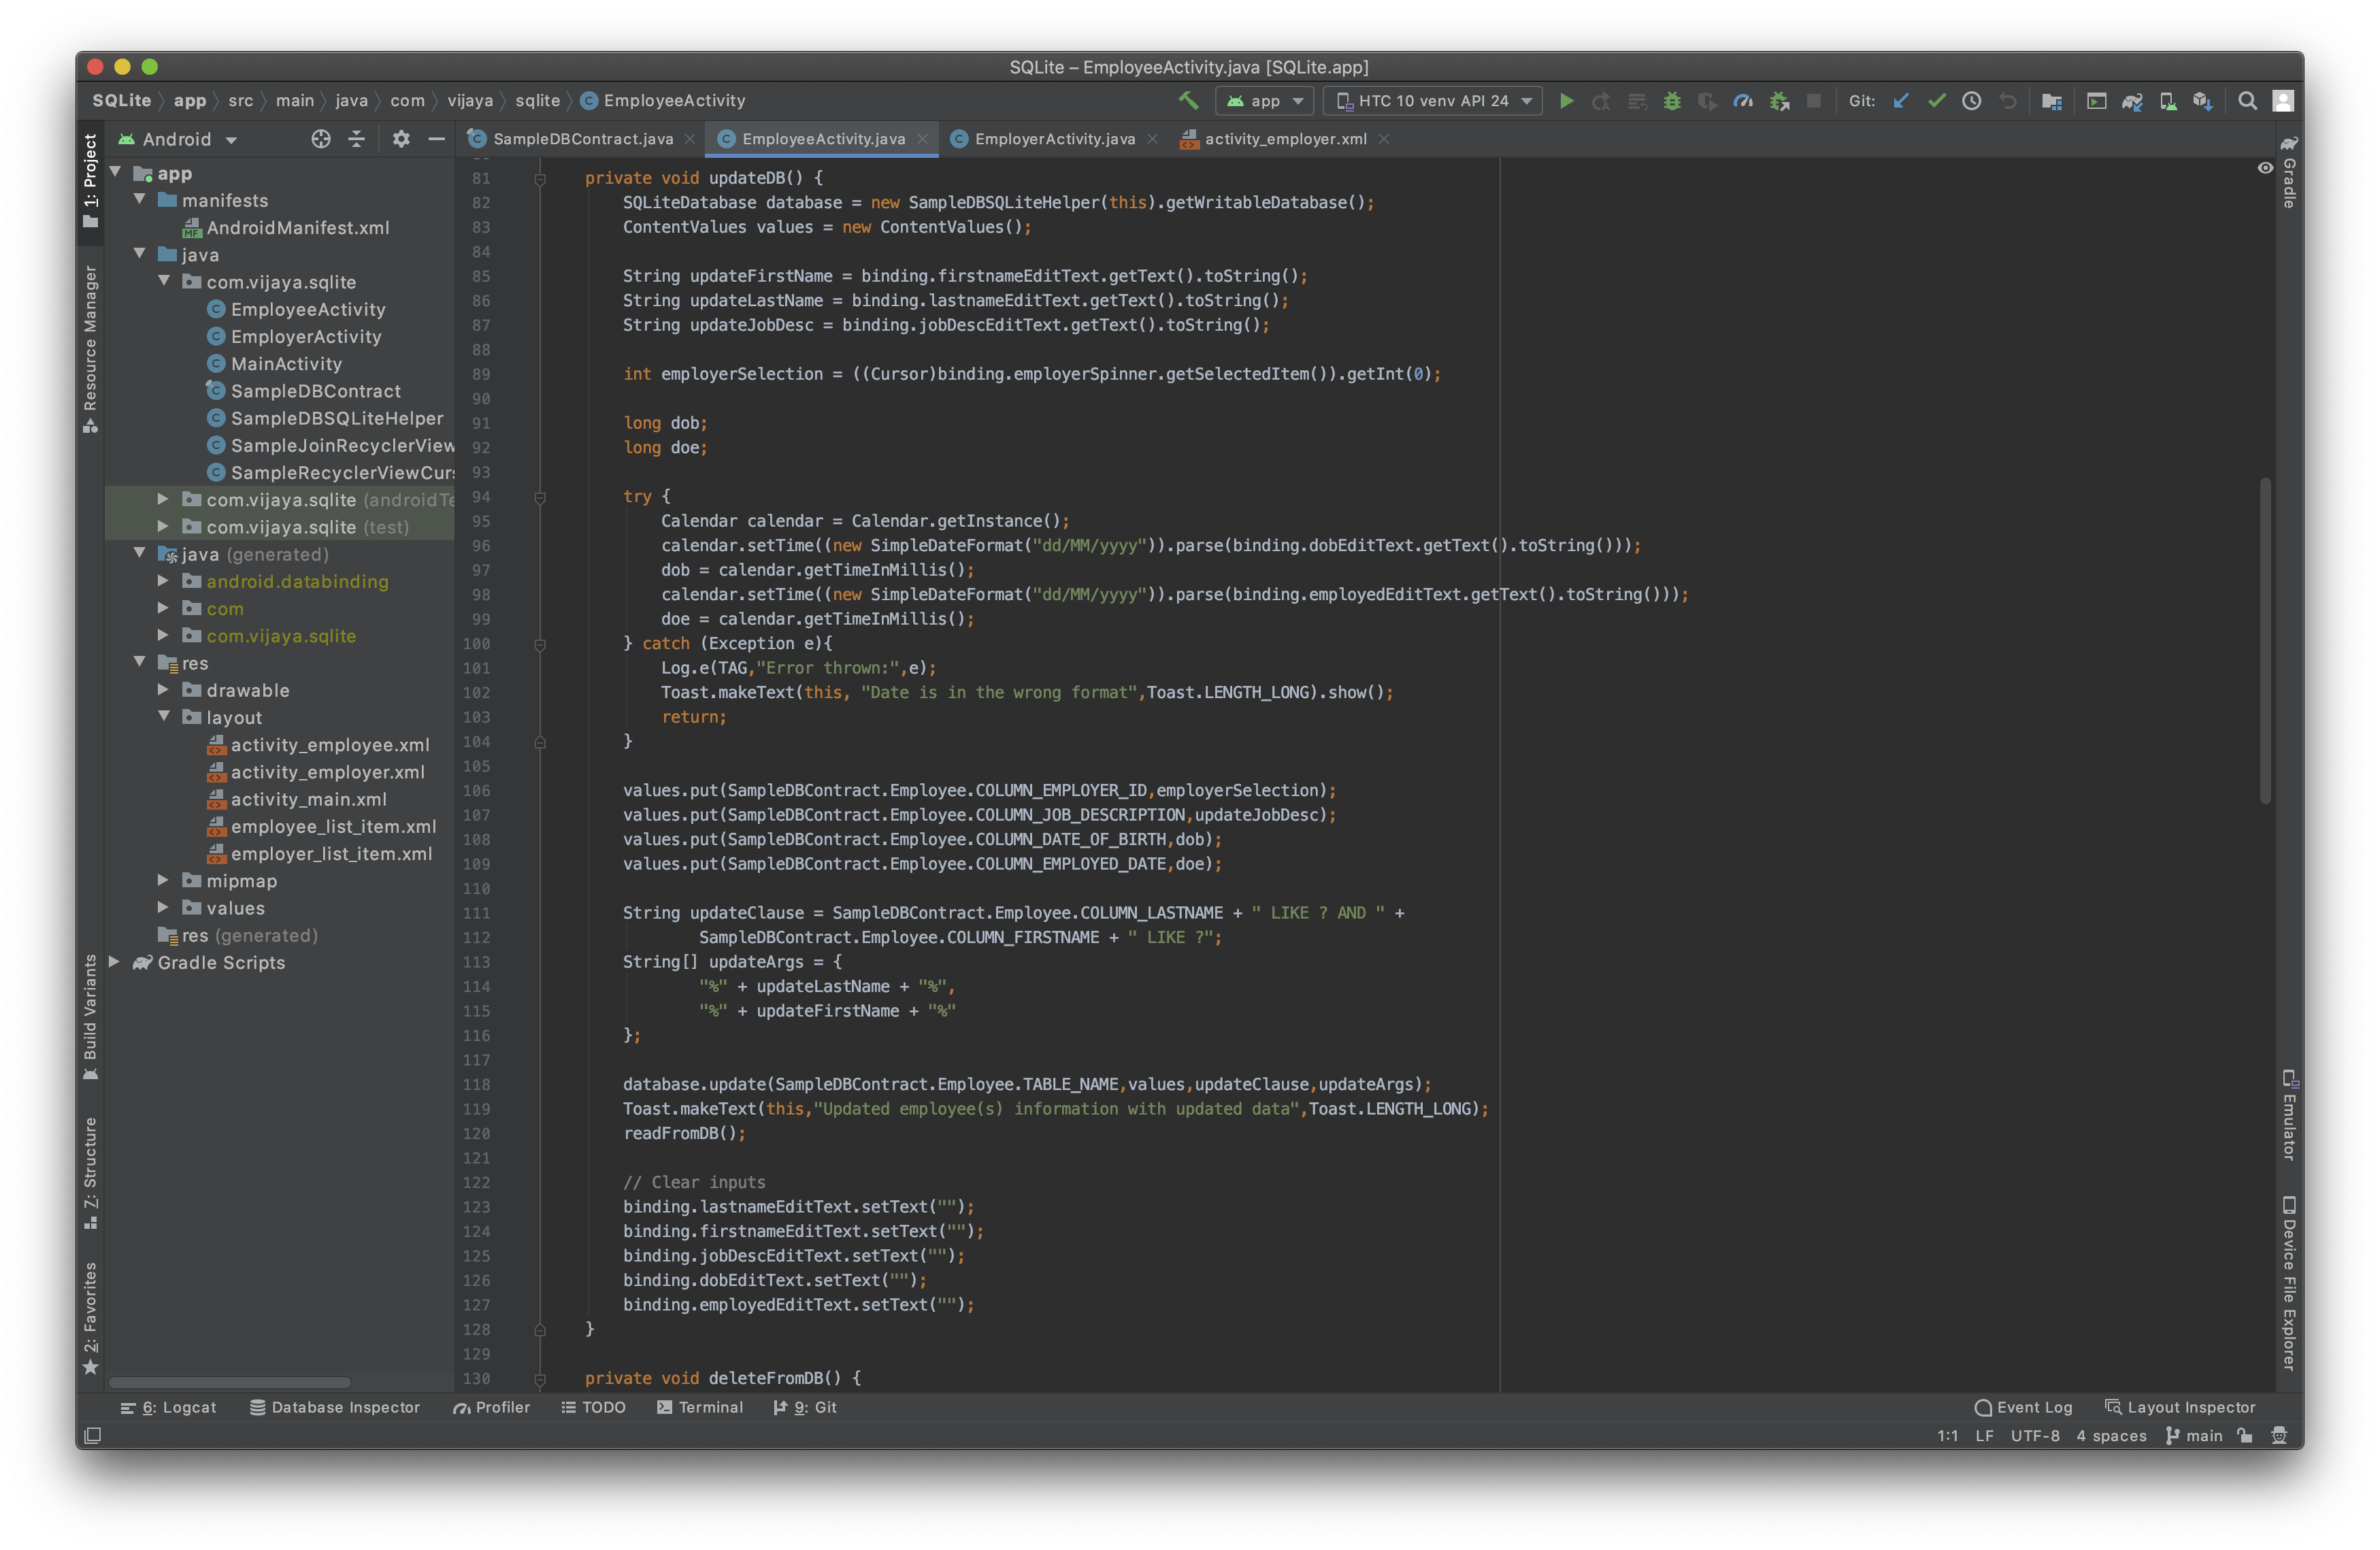 SQLite – EmployeeActivity.java [SQLite.app]
SQLite app src main java com vijaya sqlite EmployeeActivity
app HTC 10 venv API 24 Git:
Android
SampleDBContract.java EmployeeActivity.java EmployerActivity.java activity_employer.xml
1: Project
Resource Manager
Build Variants
7: Structure
2: Favorites
app
manifests
AndroidManifest.xml
java
com.vijaya.sqlite
EmployeeActivity
EmployerActivity
MainActivity
SampleDBContract
SampleDBSQLiteHelper
SampleJoinRecyclerView
SampleRecyclerViewCurs
com.vijaya.sqlite (androidTe
com.vijaya.sqlite (test)
java (generated)
android.databinding
com
com.vijaya.sqlite
res
drawable
layout
activity_employee.xml
activity_employer.xml
activity_main.xml
employee_list_item.xml
employer_list_item.xml
mipmap
values
res (generated)
Gradle Scripts
81 private void updateDB() {
82 SQLiteDatabase database = new SampleDBSQLiteHelper(this).getWritableDatabase();
83 ContentValues values = new ContentValues();
84
85 String updateFirstName = binding.firstnameEditText.getText().toString();
86 String updateLastName = binding.lastnameEditText.getText().toString();
87 String updateJobDesc = binding.jobDescEditText.getText().toString();
88
89 int employerSelection = ((Cursor)binding.employerSpinner.getSelectedItem()).getInt(0);
90
91 long dob;
92 long doe;
93
94 try {
95 Calendar calendar = Calendar.getInstance();
96 calendar.setTime((new SimpleDateFormat("dd/MM/yyyy")).parse(binding.dobEditText.getText().toString()));
97 dob = calendar.getTimeInMillis();
98 calendar.setTime((new SimpleDateFormat("dd/MM/yyyy")).parse(binding.employedEditText.getText().toString()));
99 doe = calendar.getTimeInMillis();
100 } catch (Exception e){
101 Log.e(TAG,"Error thrown:",e);
102 Toast.makeText(this, "Date is in the wrong format",Toast.LENGTH_LONG).show();
103 return;
104 }
105
106 values.put(SampleDBContract.Employee.COLUMN_EMPLOYER_ID,employerSelection);
107 values.put(SampleDBContract.Employee.COLUMN_JOB_DESCRIPTION,updateJobDesc);
108 values.put(SampleDBContract.Employee.COLUMN_DATE_OF_BIRTH,dob);
109 values.put(SampleDBContract.Employee.COLUMN_EMPLOYED_DATE,doe);
110
111 String updateClause = SampleDBContract.Employee.COLUMN_LASTNAME + " LIKE ? AND " +
112 SampleDBContract.Employee.COLUMN_FIRSTNAME + " LIKE ?";
113 String[] updateArgs = {
114 "%" + updateLastName + "%",
115 "%" + updateFirstName + "%"
116 };
117
118 database.update(SampleDBContract.Employee.TABLE_NAME,values,updateClause,updateArgs);
119 Toast.makeText(this,"Updated employee(s) information with updated data",Toast.LENGTH_LONG);
120 readFromDB();
121
122 // Clear inputs
123 binding.lastnameEditText.setText("");
124 binding.firstnameEditText.setText("");
125 binding.jobDescEditText.setText("");
126 binding.dobEditText.setText("");
127 binding.employedEditText.setText("");
128 }
129
130 private void deleteFromDB() {
Gradle
Emulator
Device File Explorer
6: Logcat Database Inspector Profiler TODO Terminal 9: Git Event Log Layout Inspector
1:1 LF UTF-8 4 spaces main